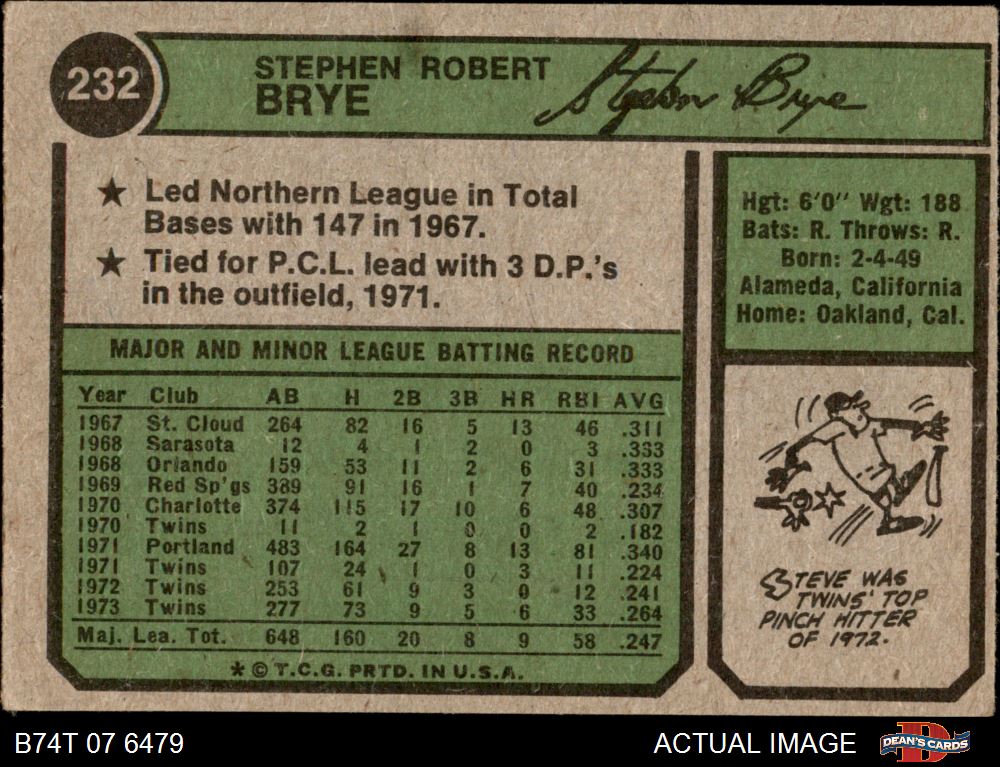 232
STEPHEN ROBERT
BRYE
Stephen Brye
★ Led Northern League in Total
Bases with 147 in 1967.
★ Tied for P.C.L. lead with 3 D.P.'s
in the outfield, 1971.
Hgt: 6'0" Wgt: 188
Bats: R. Throws: R.
Born: 2-4-49
Alameda, California
Home: Oakland, Cal.
MAJOR AND MINOR LEAGUE BATTING RECORD
Year Club AB H 2B 3B HR RBI AVG
1967 St. Cloud 264 82 16 5 13 46 .311
1968 Sarasota 12 4 1 2 0 3 .333
1968 Orlando 159 53 11 2 6 31 .333
1969 Red Sp'gs 389 91 16 1 7 40 .234
1970 Charlotte 374 115 17 10 6 48 .307
1970 Twins 11 2 1 0 0 2 .182
1971 Portland 483 164 27 8 13 81 .340
1971 Twins 107 24 1 0 3 11 .224
1972 Twins 253 61 9 3 0 12 .241
1973 Twins 277 73 9 5 6 33 .264
Maj. Lea. Tot. 648 160 20 8 9 58 .247
* © T.C.G. PRTD. IN U.S.A.
STEVE WAS
TWINS' TOP
PINCH HITTER
OF 1972.
B74T 07 6479
ACTUAL IMAGE
DEAN'S CARDS